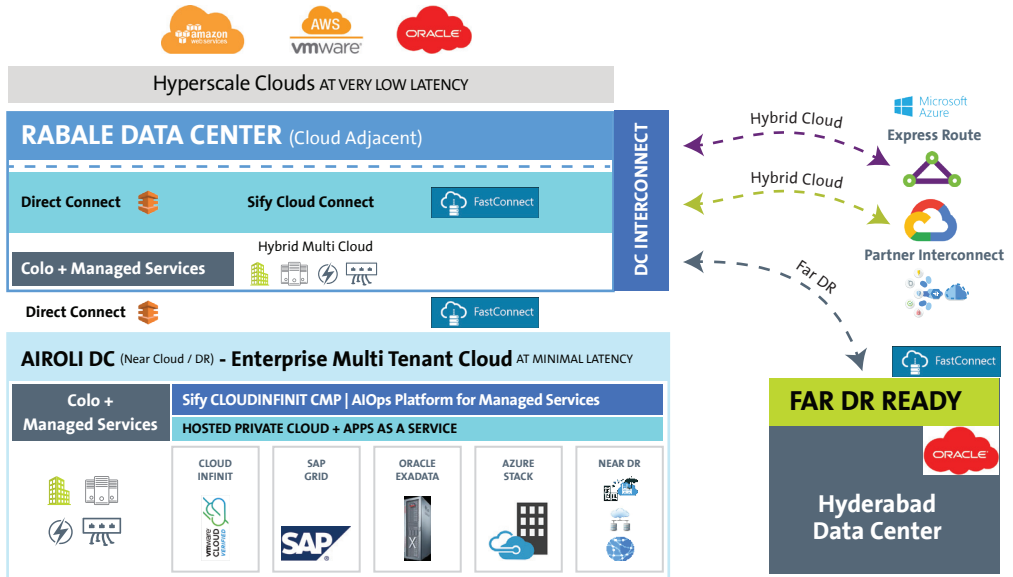 amazon
webservices
AWS
vmware
ORACLE
Hyperscale Clouds AT VERY LOW LATENCY
RABALE DATA CENTER (Cloud Adjacent)
Direct Connect
Sify Cloud Connect
FastConnect
Hybrid Multi Cloud
Colo + Managed Services
DC INTERCONNECT
Direct Connect
FastConnect
AIROLI DC (Near Cloud / DR) - Enterprise Multi Tenant Cloud AT MINIMAL LATENCY
Colo +
Managed Services
Sify CLOUDINFINIT CMP | AIOps Platform for Managed Services
HOSTED PRIVATE CLOUD + APPS AS A SERVICE
CLOUD
INFINIT
vmware
CLOUD
VERIFIED
SAP
GRID
SAP
ORACLE
EXADATA
X
AZURE
STACK
NEAR DR
Hybrid Cloud
Hybrid Cloud
Far DR
Microsoft
Azure
Express Route
Partner Interconnect
FastConnect
FAR DR READY
ORACLE
Hyderabad
Data Center